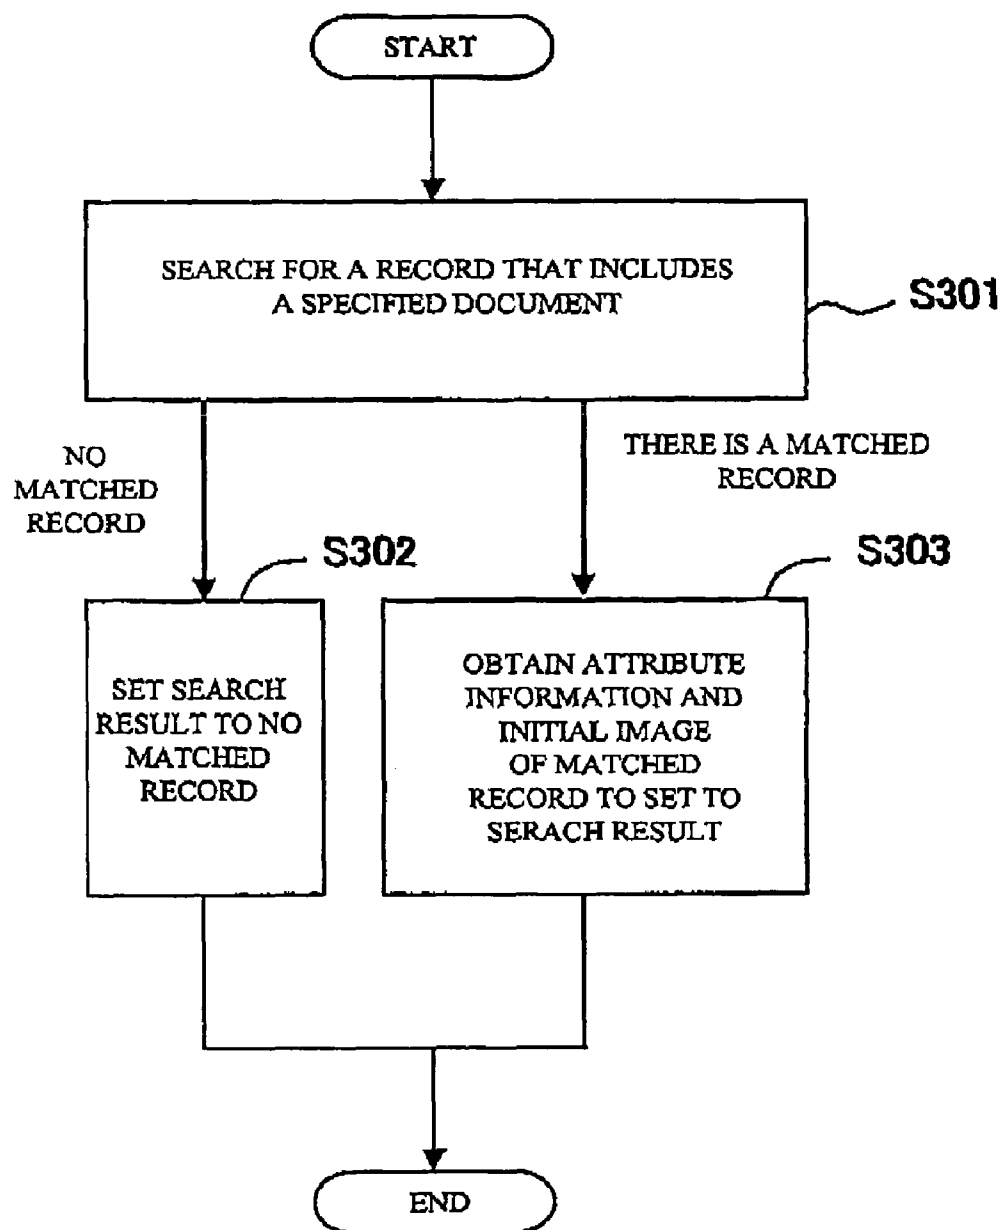 START
SEARCH FOR A RECORD THAT INCLUDES
A SPECIFIED DOCUMENT
S301
NO
MATCHED
RECORD
THERE IS A MATCHED
RECORD
S302
S303
SET SEARCH
RESULT TO NO
MATCHED
RECORD
OBTAIN ATTRIBUTE
INFORMATION AND
INITIAL IMAGE
OF MATCHED
RECORD TO SET TO
SERACH RESULT
END